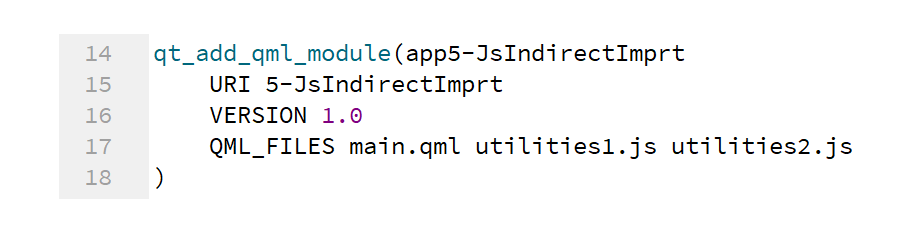 14 qt_add_qml_module(app5-JsIndirectImprt
15     URI 5-JsIndirectImprt
16     VERSION 1.0
17     QML_FILES main.qml utilities1.js utilities2.js
18 )